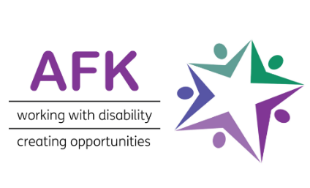 AFK
working with disability
creating opportunities